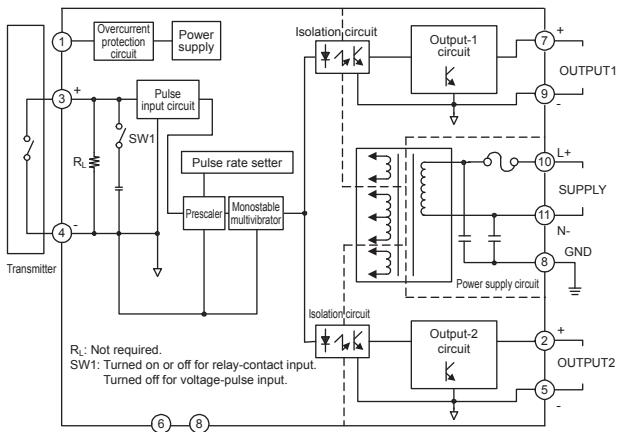 1
Overcurrent
protection
circuit
Power
supply
Isolation circuit
Output-1
circuit
7
+
OUTPUT1
9
-
3
+
Pulse
input circuit
SW1
RL
Pulse rate setter
Prescaler
Monostable
multivibrator
4
-
Transmitter
L+
10
SUPPLY
11
N-
GND
8
Power supply circuit
Isolation circuit
Output-2
circuit
2
+
OUTPUT2
5
-
RL: Not required.
SW1: Turned on or off for relay-contact input.
Turned off for voltage-pulse input.
6
8